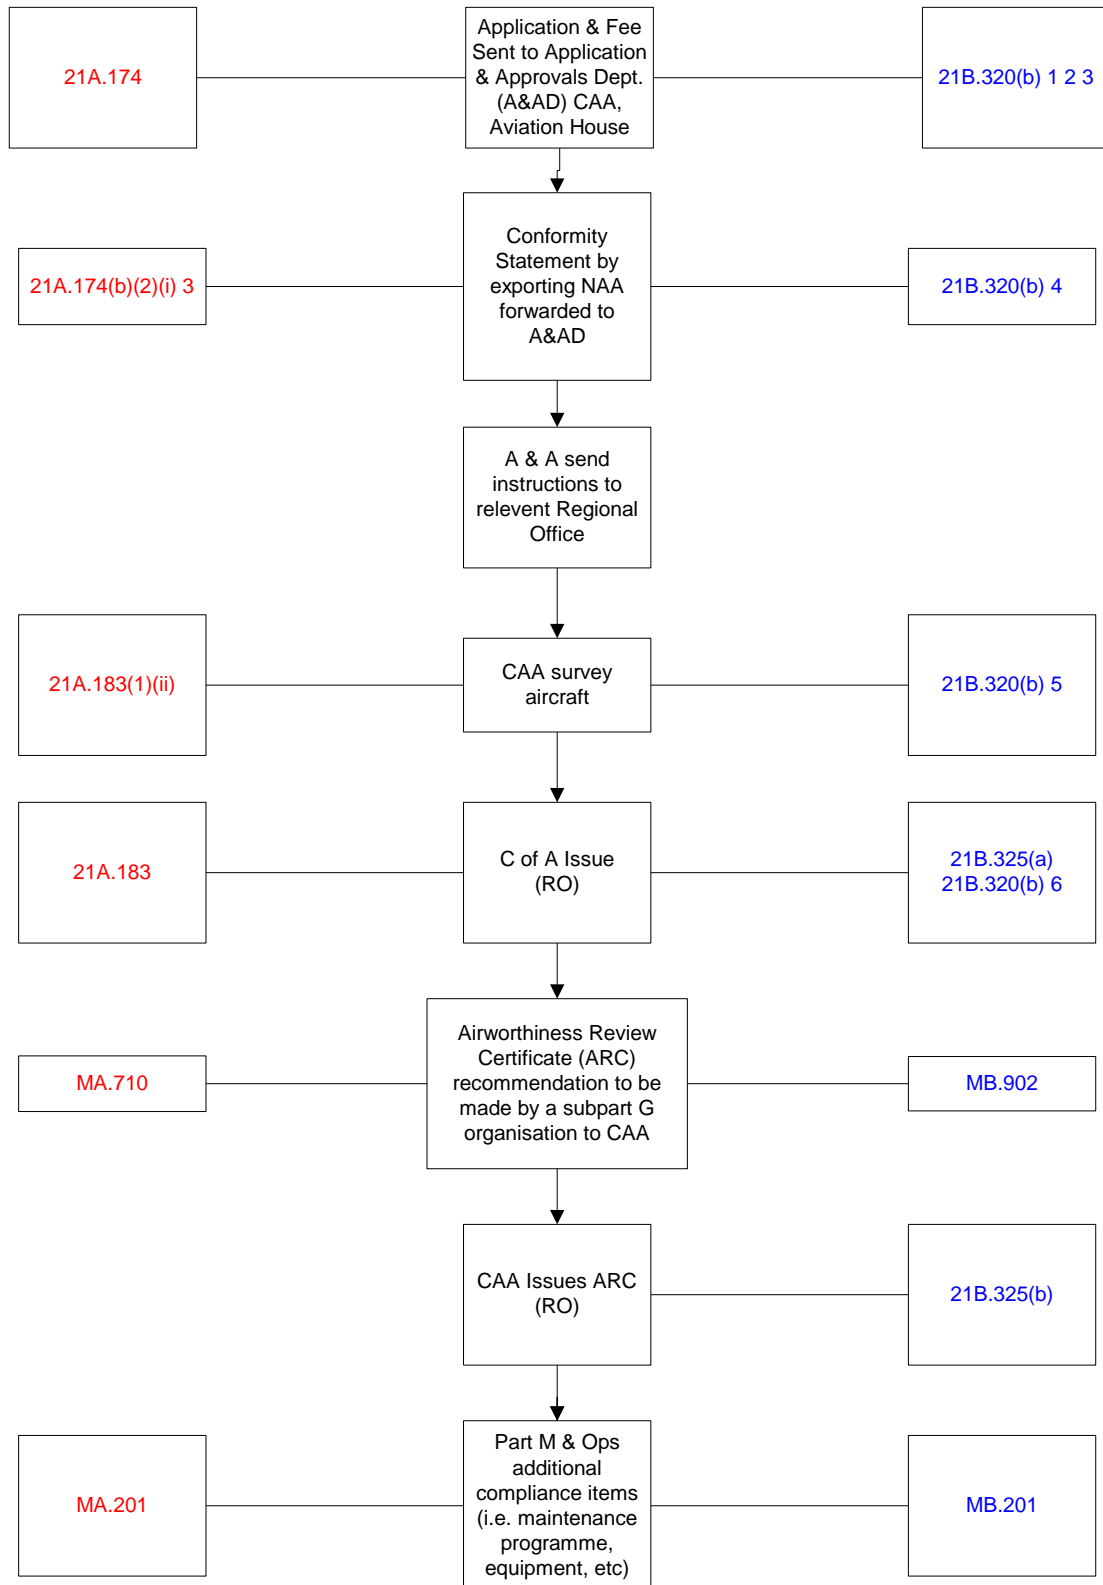 Application & Fee
Sent to Application
& Approvals Dept.
(A&AD) CAA,
Aviation House
21A.174
21B.320(b) 1 2 3
Conformity
Statement by
exporting NAA
forwarded to
A&AD
21A.174(b)(2)(i) 3
21B.320(b) 4
A & A send
instructions to
relevent Regional
Office
21A.183(1)(ii)
CAA survey
aircraft
21B.320(b) 5
21A.183
C of A Issue
(RO)
21B.325(a)
21B.320(b) 6
Airworthiness Review
Certificate (ARC)
recommendation to be
made by a subpart G
organisation to CAA
MA.710
MB.902
CAA Issues ARC
(RO)
21B.325(b)
Part M & Ops
additional
compliance items
(i.e. maintenance
programme,
equipment, etc)
MA.201
MB.201